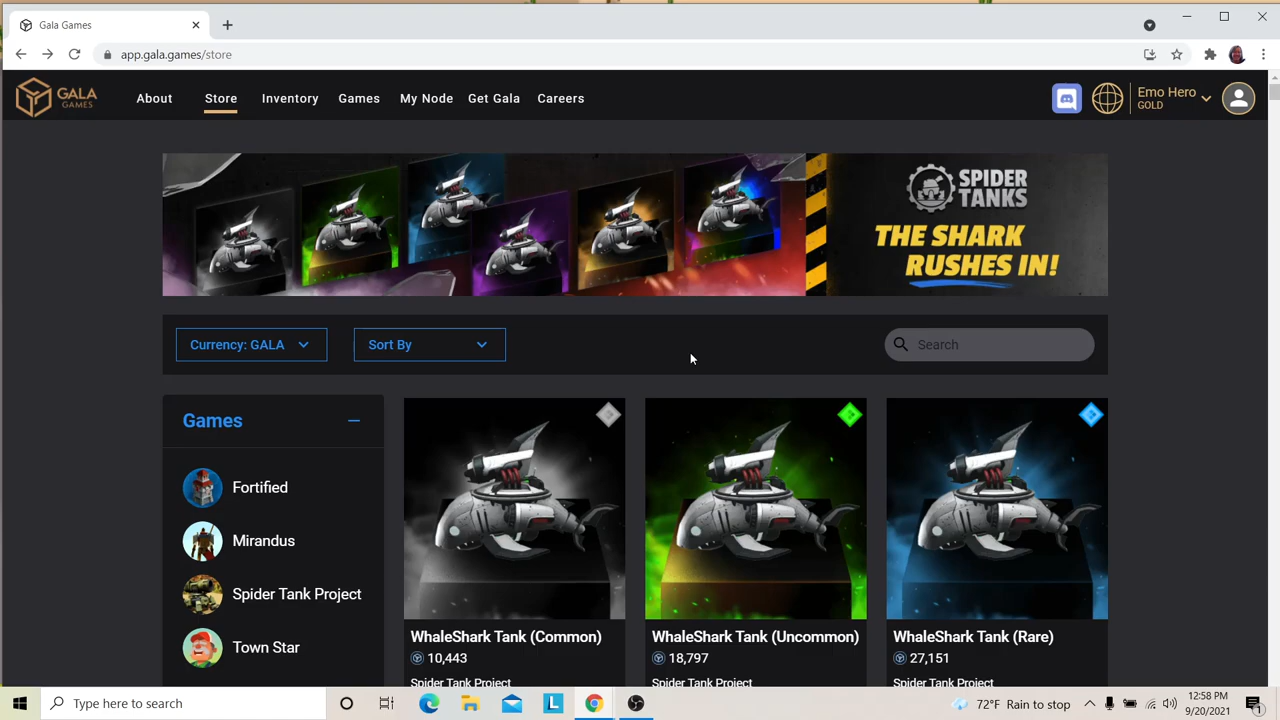 Gala Games
app.gala.games/store
GALA
GAMES
About
Store
Inventory
Games
My Node
Get Gala
Careers
Emo Hero
GOLD
SPIDER
TANKS
THE SHARK
RUSHES IN!
Currency: GALA
Sort By
Search
Games
Fortified
Mirandus
Spider Tank Project
Town Star
WhaleShark Tank (Common)
10,443
Spider Tank Project
WhaleShark Tank (Uncommon)
18,797
Spider Tank Project
WhaleShark Tank (Rare)
27,151
Spider Tank Project
Type here to search
L
72°F Rain to stop
12:58 PM
9/20/2021
1